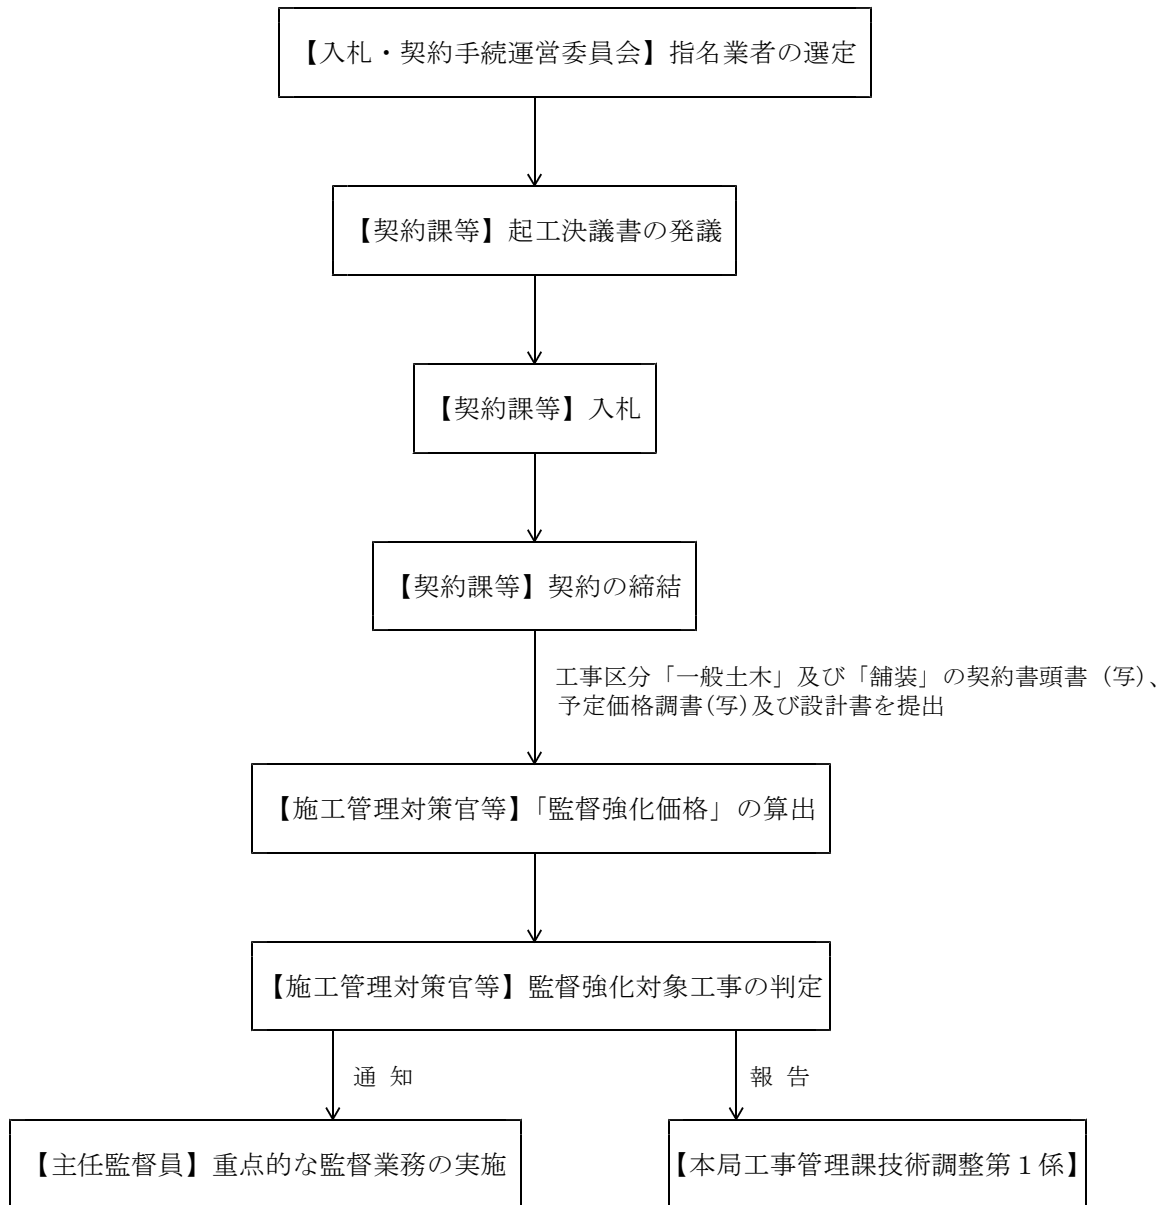 【入札・契約手続運営委員会】指名業者の選定
【契約課等】起工決議書の発議
【契約課等】入札
【契約課等】契約の締結
工事区分「一般土木」及び「舗装」の契約書頭書（写）、
予定価格調書(写)及び設計書を提出
【施工管理対策官等】「監督強化価格」の算出
【施工管理対策官等】監督強化対象工事の判定
通 知
報 告
【主任監督員】重点的な監督業務の実施
【本局工事管理課技術調整第１係】